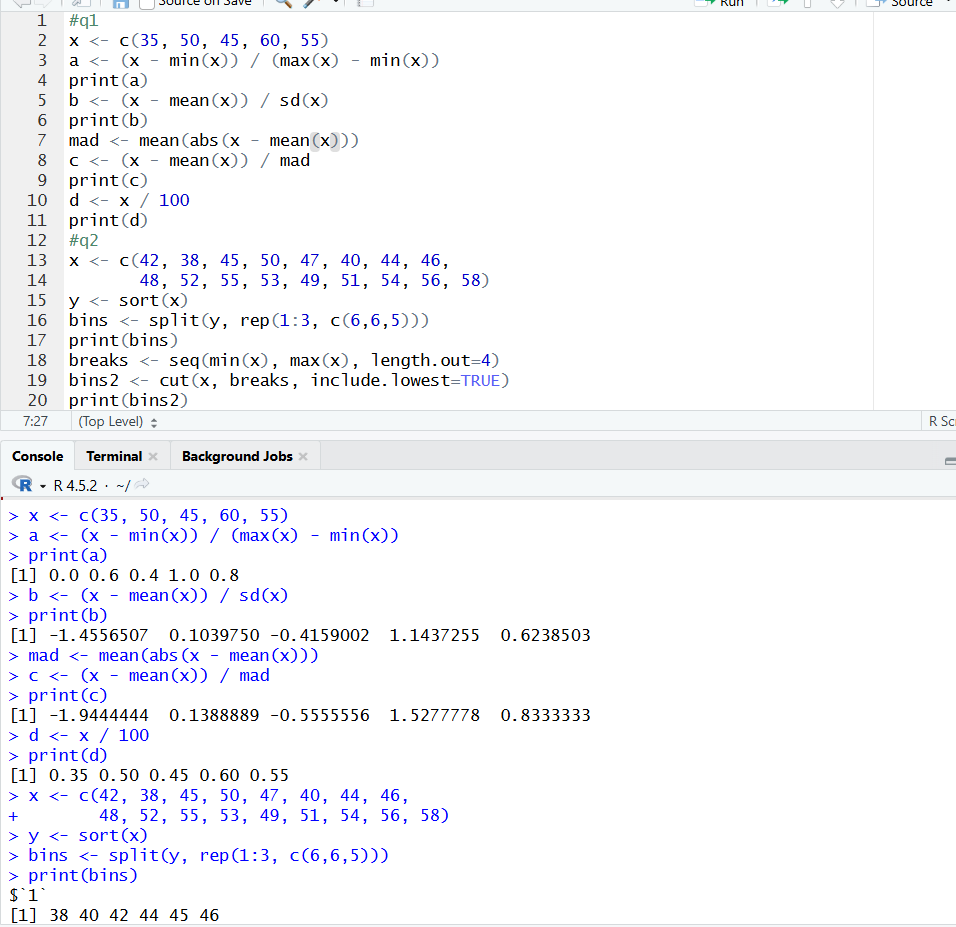 Source on Save
Run
Source
1 #q1
2 x <- c(35, 50, 45, 60, 55)
3 a <- (x - min(x)) / (max(x) - min(x))
4 print(a)
5 b <- (x - mean(x)) / sd(x)
6 print(b)
7 mad <- mean(abs(x - mean(x)))
8 c <- (x - mean(x)) / mad
9 print(c)
10 d <- x / 100
11 print(d)
12 #q2
13 x <- c(42, 38, 45, 50, 47, 40, 44, 46,
14        48, 52, 55, 53, 49, 51, 54, 56, 58)
15 y <- sort(x)
16 bins <- split(y, rep(1:3, c(6,6,5)))
17 print(bins)
18 breaks <- seq(min(x), max(x), length.out=4)
19 bins2 <- cut(x, breaks, include.lowest=TRUE)
20 print(bins2)
7:27 (Top Level) R Sc
Console Terminal Background Jobs
R R 4.5.2 · ~/
> x <- c(35, 50, 45, 60, 55)
> a <- (x - min(x)) / (max(x) - min(x))
> print(a)
[1] 0.0 0.6 0.4 1.0 0.8
> b <- (x - mean(x)) / sd(x)
> print(b)
[1] -1.4556507  0.1039750 -0.4159002  1.1437255  0.6238503
> mad <- mean(abs(x - mean(x)))
> c <- (x - mean(x)) / mad
> print(c)
[1] -1.9444444  0.1388889 -0.5555556  1.5277778  0.8333333
> d <- x / 100
> print(d)
[1] 0.35 0.50 0.45 0.60 0.55
> x <- c(42, 38, 45, 50, 47, 40, 44, 46,
+        48, 52, 55, 53, 49, 51, 54, 56, 58)
> y <- sort(x)
> bins <- split(y, rep(1:3, c(6,6,5)))
> print(bins)
$`1`
[1] 38 40 42 44 45 46